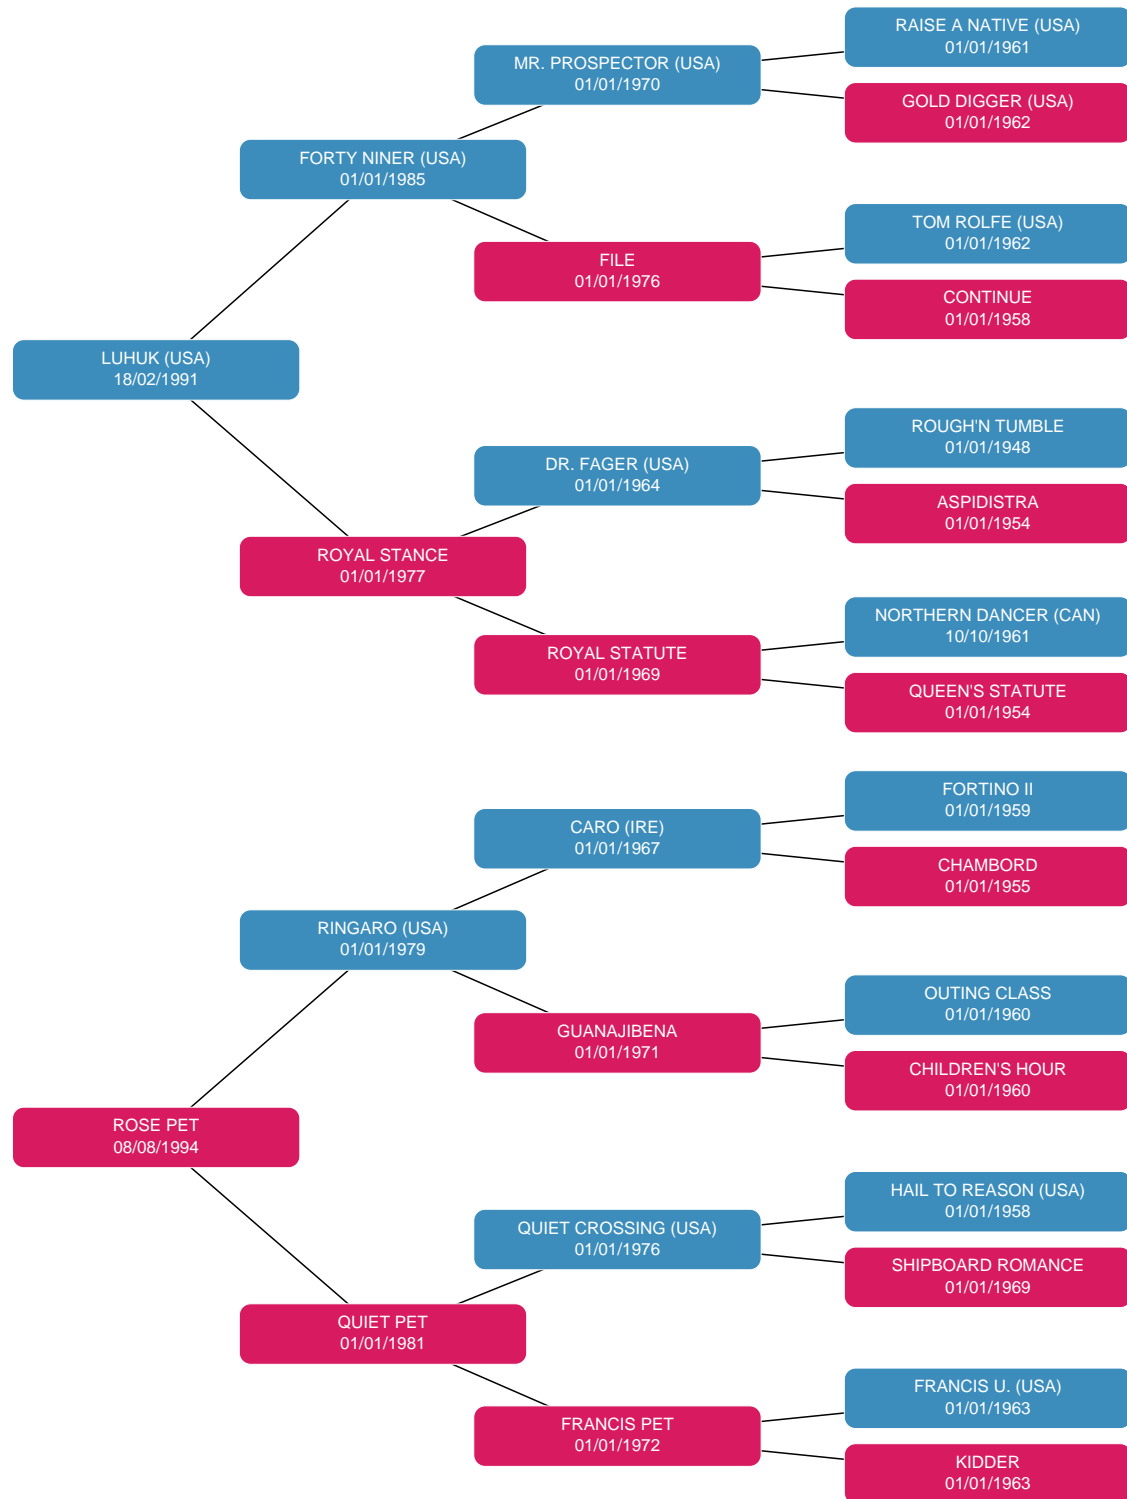 RAISE A NATIVE (USA)
01/01/1961
MR. PROSPECTOR (USA)
01/01/1970
GOLD DIGGER (USA)
01/01/1962
FORTY NINER (USA)
01/01/1985
TOM ROLFE (USA)
01/01/1962
FILE
01/01/1976
CONTINUE
01/01/1958
LUHUK (USA)
18/02/1991
ROUGH'N TUMBLE
01/01/1948
DR. FAGER (USA)
01/01/1964
ASPIDISTRA
01/01/1954
ROYAL STANCE
01/01/1977
NORTHERN DANCER (CAN)
10/10/1961
ROYAL STATUTE
01/01/1969
QUEEN'S STATUTE
01/01/1954
FORTINO II
01/01/1959
CARO (IRE)
01/01/1967
CHAMBORD
01/01/1955
RINGARO (USA)
01/01/1979
OUTING CLASS
01/01/1960
GUANAJIBENA
01/01/1971
CHILDREN'S HOUR
01/01/1960
ROSE PET
08/08/1994
HAIL TO REASON (USA)
01/01/1958
QUIET CROSSING (USA)
01/01/1976
SHIPBOARD ROMANCE
01/01/1969
QUIET PET
01/01/1981
FRANCIS U. (USA)
01/01/1963
FRANCIS PET
01/01/1972
KIDDER
01/01/1963